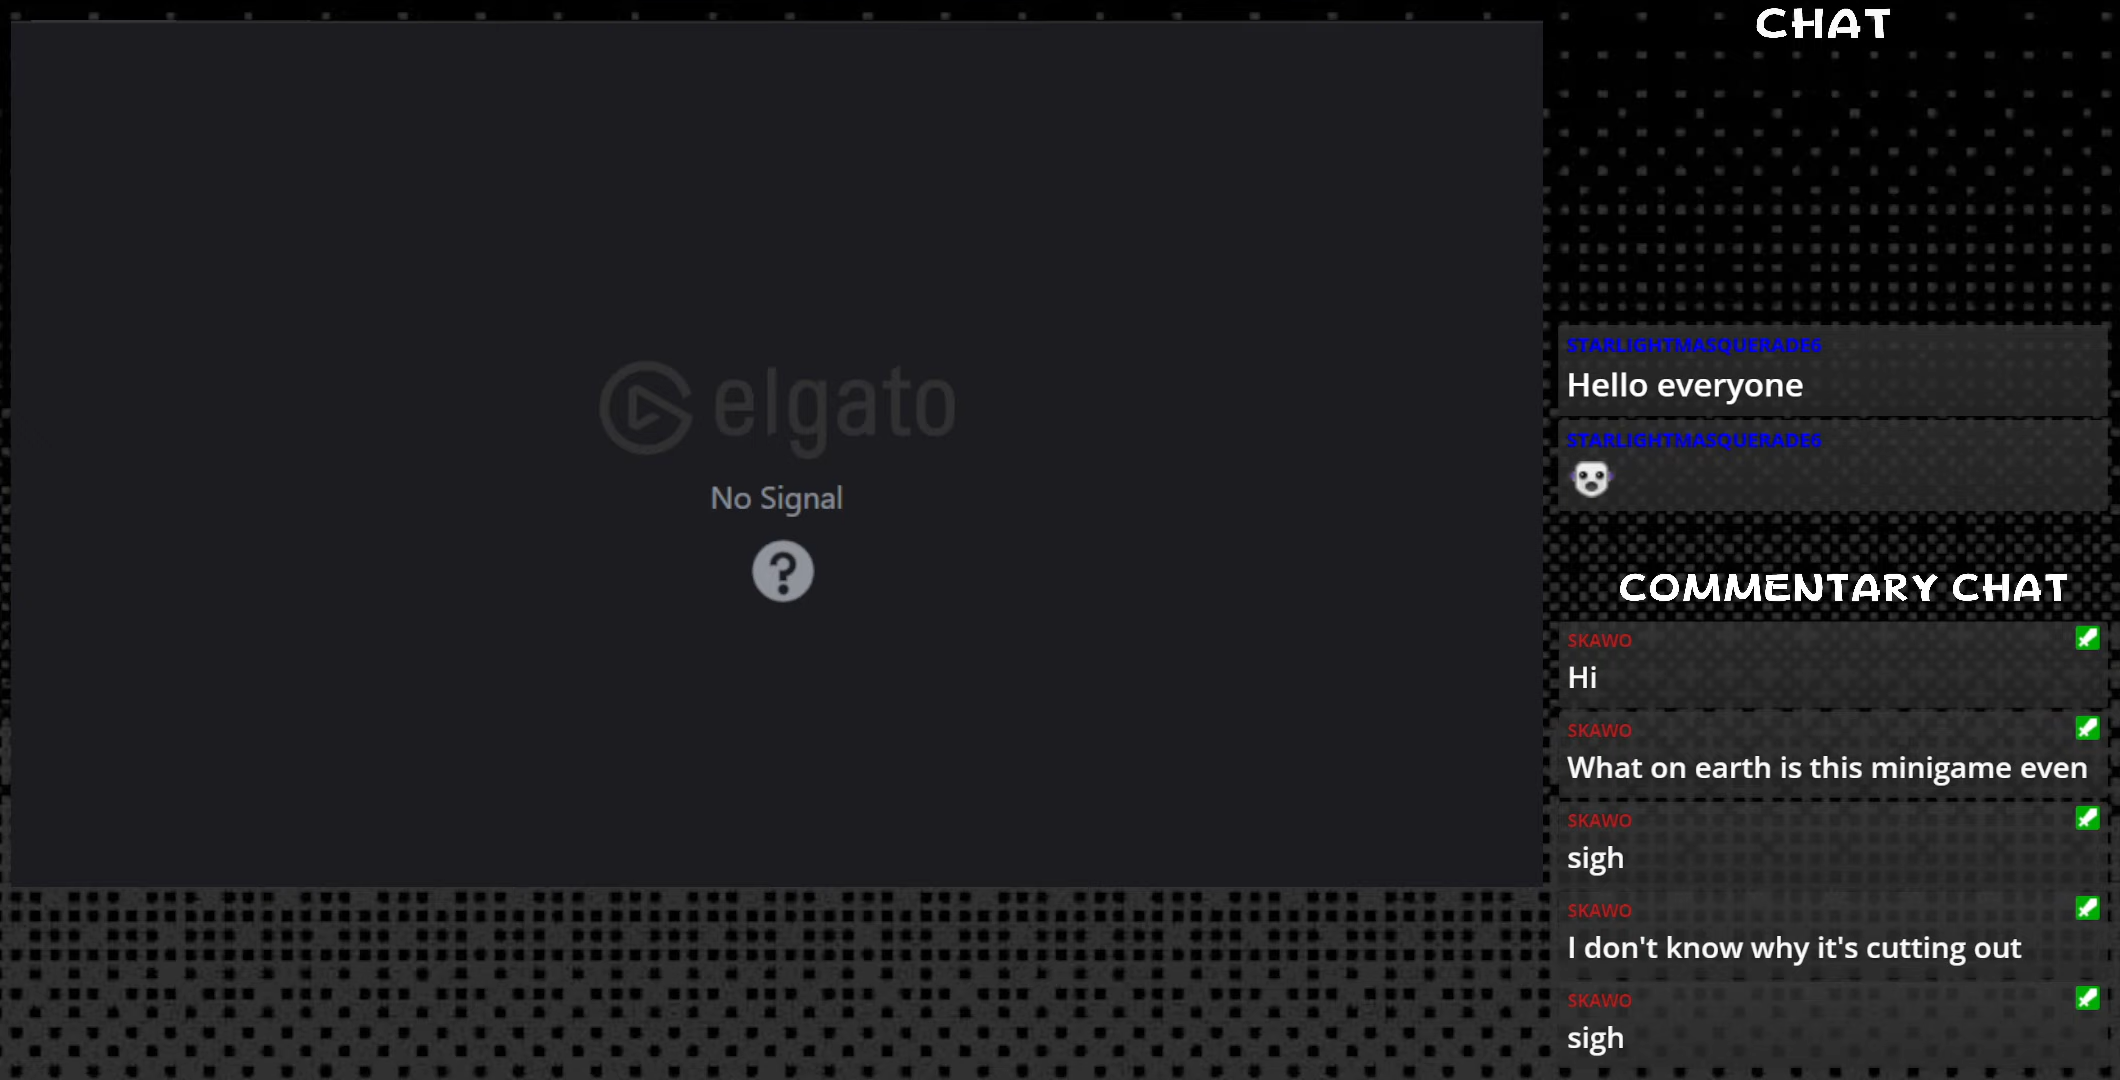 CHAT
STARLIGHTMASQUERADE6
Hello everyone
STARLIGHTMASQUERADE6
elgato
No Signal
?
COMMENTARY CHAT
SKAWO
Hi
SKAWO
What on earth is this minigame even
SKAWO
sigh
SKAWO
I don't know why it's cutting out
SKAWO
sigh